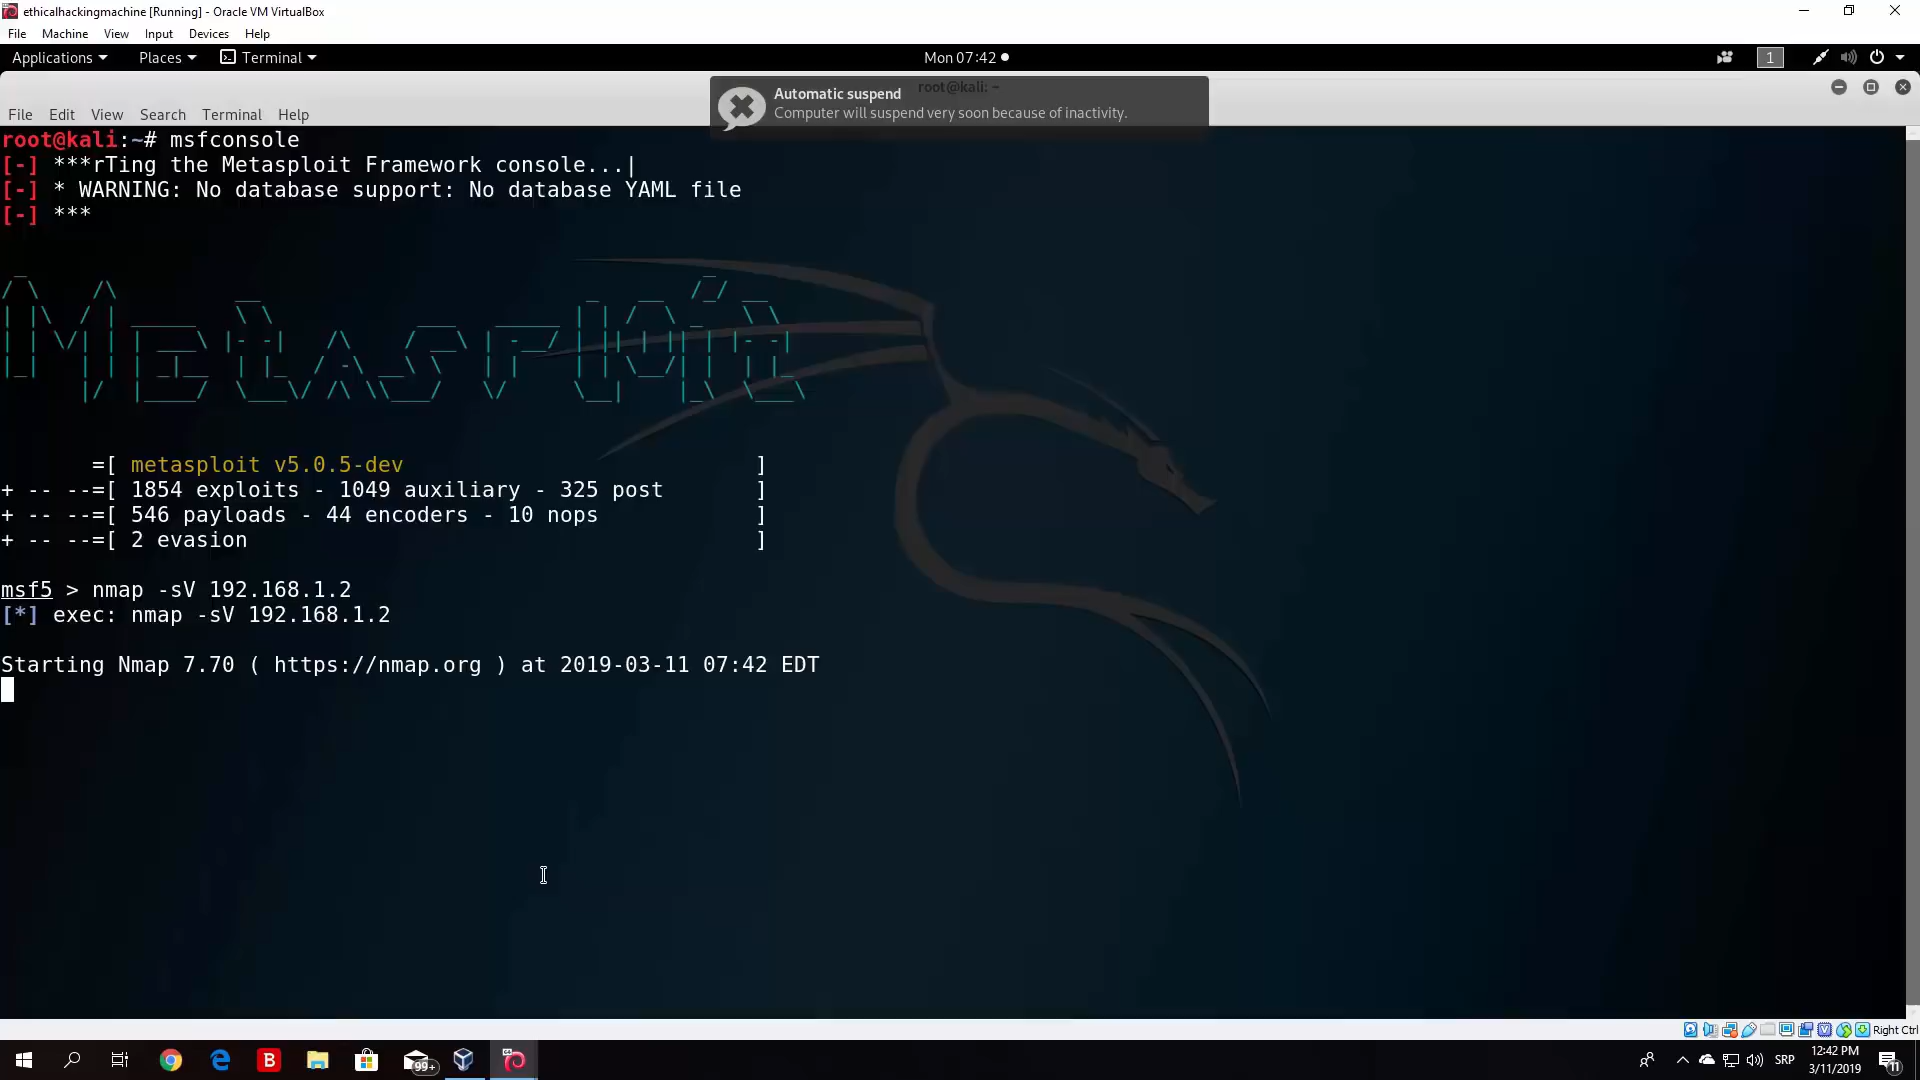 ethicalhackingmachine [Running] - Oracle VM VirtualBox
File Machine View Input Devices Help
Applications Places Terminal Mon 07:42 1
root@kali: ~
Automatic suspend
Computer will suspend very soon because of inactivity.
File Edit View Search Terminal Help
root@kali:~# msfconsole
[-] ***rTing the Metasploit Framework console...|
[-] * WARNING: No database support: No database YAML file
[-] ***
METASPLOIT
=[ metasploit v5.0.5-dev ]
+ -- --=[ 1854 exploits - 1049 auxiliary - 325 post ]
+ -- --=[ 546 payloads - 44 encoders - 10 nops ]
+ -- --=[ 2 evasion ]
msf5 > nmap -sV 192.168.1.2
[*] exec: nmap -sV 192.168.1.2
Starting Nmap 7.70 ( https://nmap.org ) at 2019-03-11 07:42 EDT
Right Ctrl
B 99+ SRP 12:42 PM
3/11/2019 11